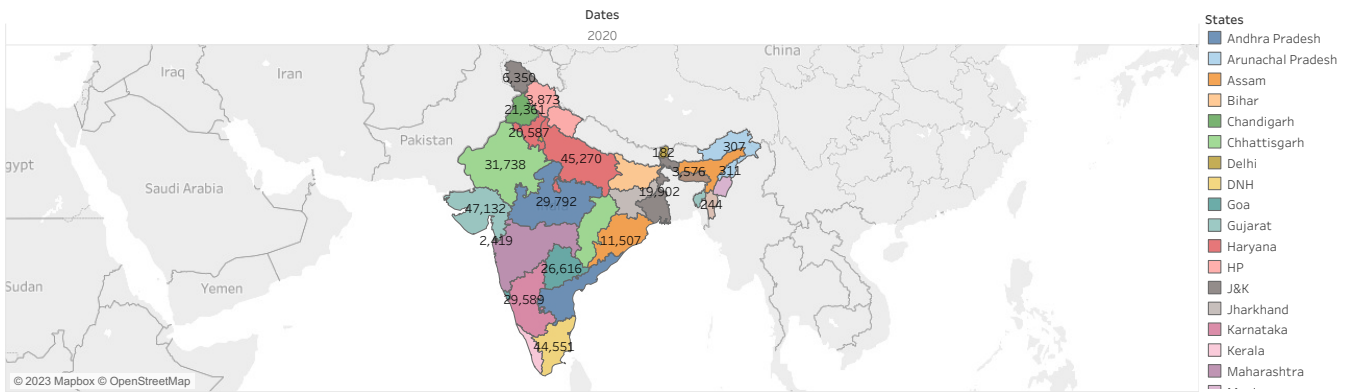 Dates
2020
States
Andhra Pradesh
Arunachal Pradesh
Assam
Bihar
Chandigarh
Chhattisgarh
Delhi
DNH
Goa
Gujarat
Haryana
HP
J&K
Jharkhand
Karnataka
Kerala
Maharashtra
China
Iraq
Iran
6,350
3,873
21,361
20,587
Pakistan
307
182
45,270
31,738
3,576
311
gypt
Saudi Arabia
19,902
29,792
244
47,132
2,419
11,507
26,616
Sudan
Yemen
29,589
44,551
© 2023 Mapbox © OpenStreetMap